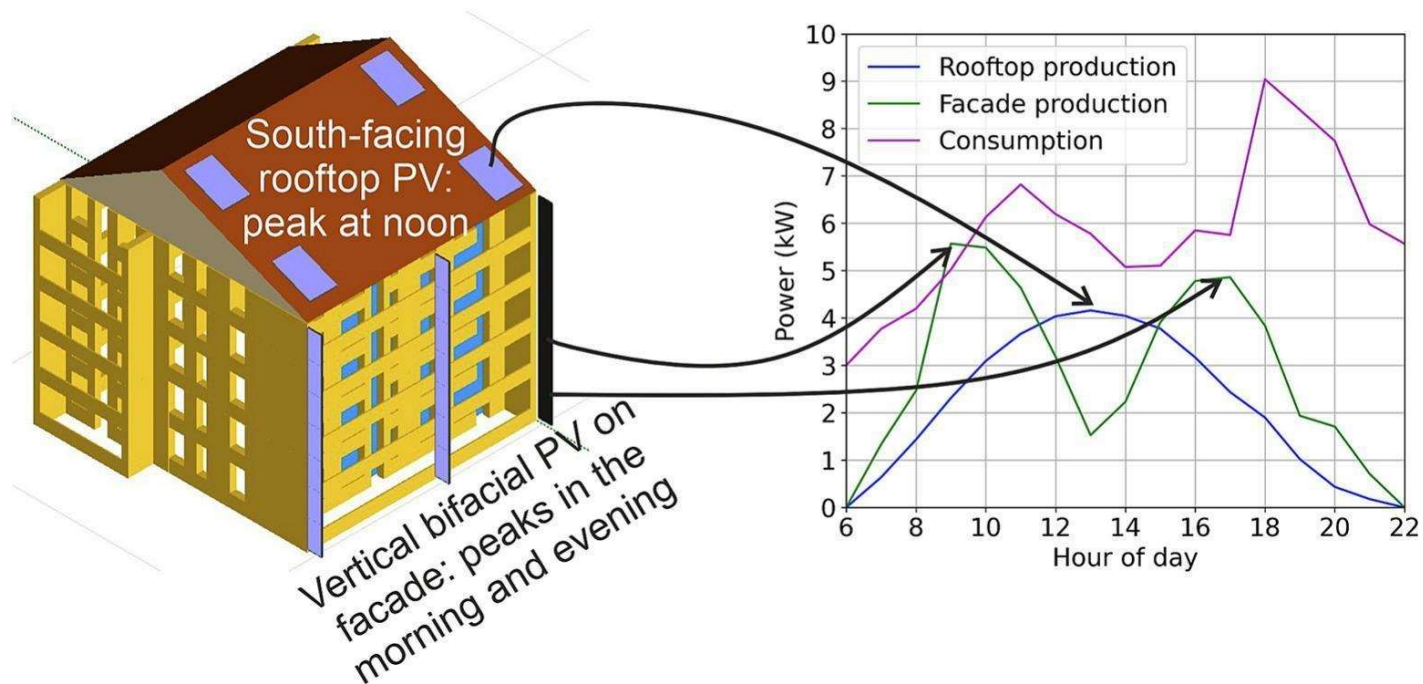 South-facing
rooftop PV:
peak at noon
Vertical bifacial PV on
facade: peaks in the
morning and evening
Rooftop production
Facade production
Consumption
Power (kW)
10
9
8
7
6
5
4
3
2
1
0
6 8 10 12 14 16 18 20 22
Hour of day